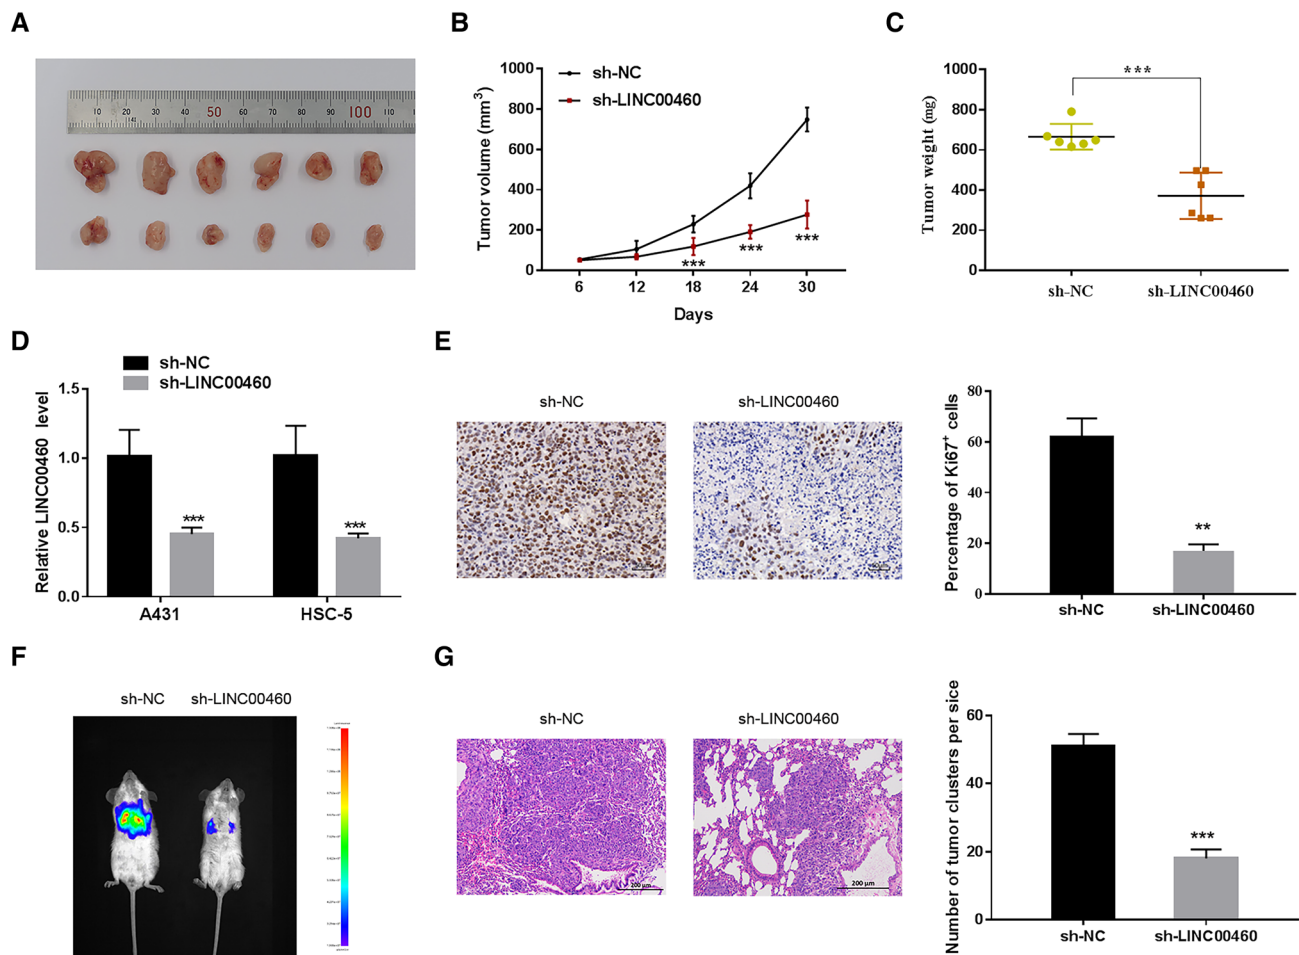 A
10 20 30 40 50 60 70 80 90 100 110
B
sh-NC
sh-LINC00460
Tumor volume (mm³)
1000
800
600
400
200
0
***
***
***
6 12 18 24 30
Days
C
Tumor weight (mg)
1000
800
600
400
200
0
***
sh-NC sh-LINC00460
D
sh-NC
sh-LINC00460
Relative LINC00460 level
1.5
1.0
0.5
0.0
***
***
A431 HSC-5
E
sh-NC sh-LINC00460
Percentage of Ki67⁺ cells
80
60
40
20
0
**
sh-NC sh-LINC00460
F
sh-NC sh-LINC00460
G
sh-NC sh-LINC00460
200 μm
200 μm
Number of tumor clusters per sice
60
40
20
0
***
sh-NC sh-LINC00460